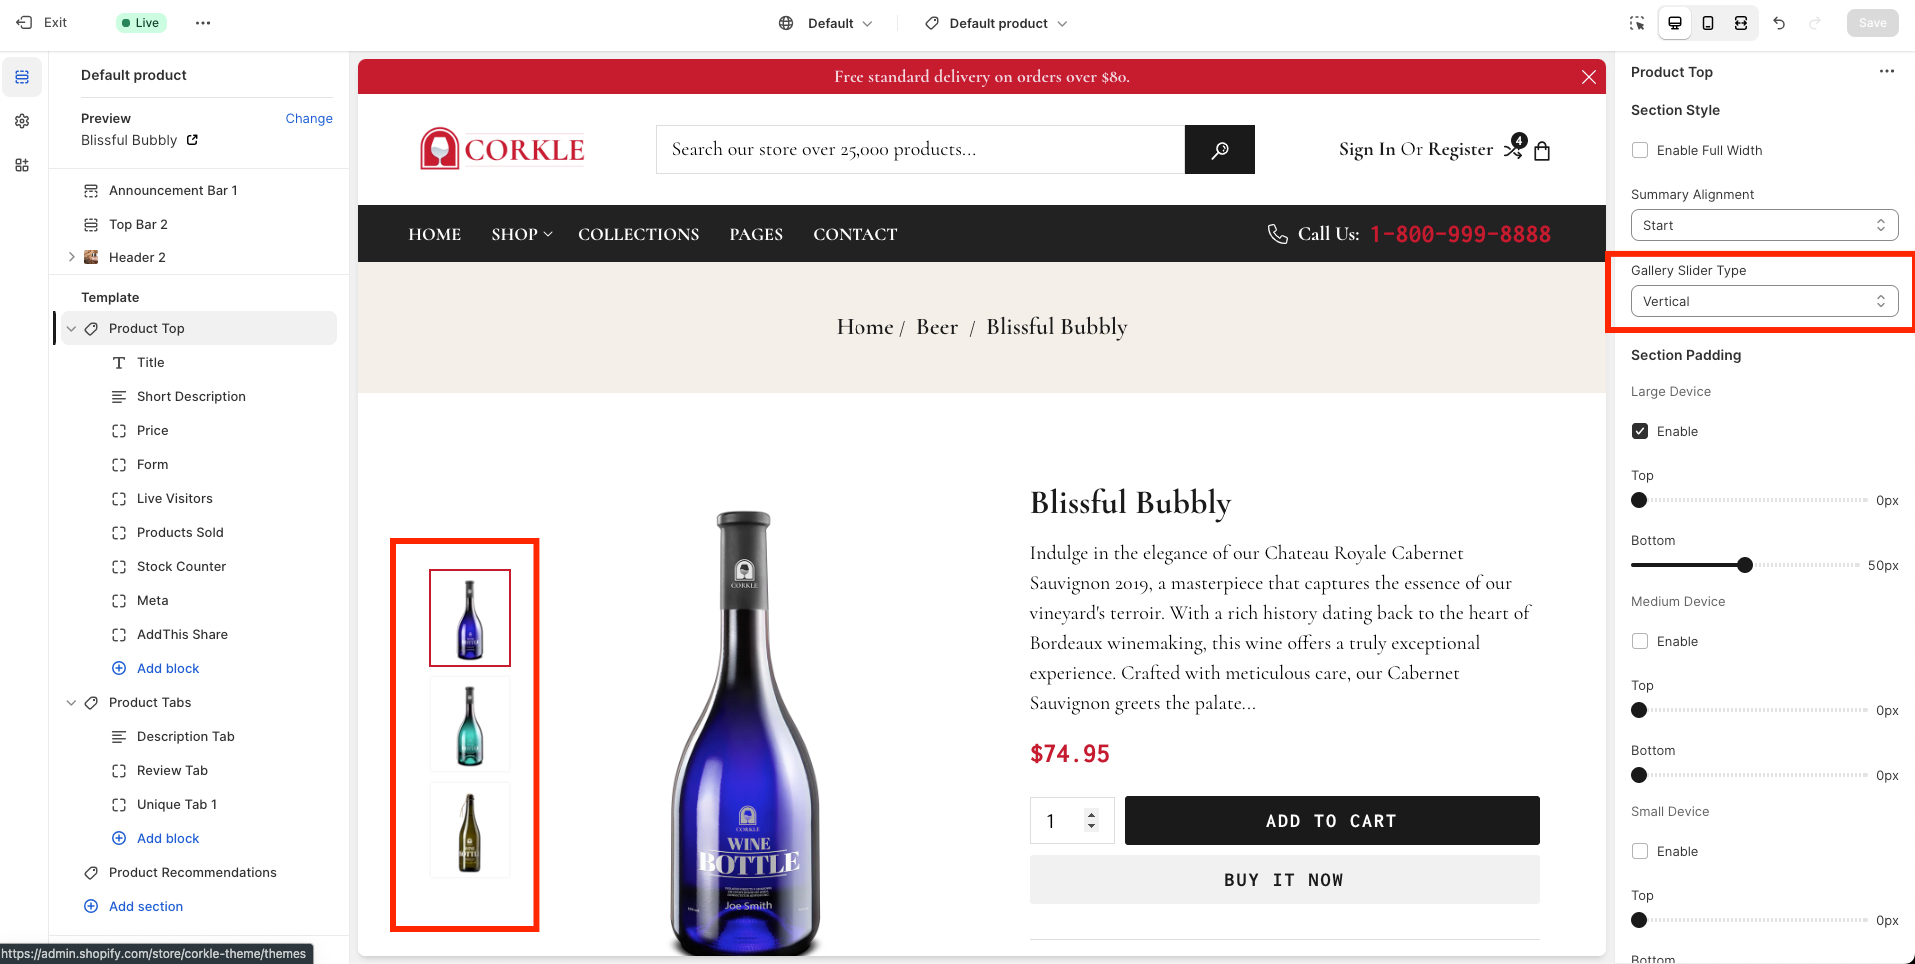 Exit
Live
Default
Default product
Save
Default product
Preview
Change
Blissful Bubbly
Announcement Bar 1
Top Bar 2
Header 2
Template
Product Top
Title
Short Description
Price
Form
Live Visitors
Products Sold
Stock Counter
Meta
AddThis Share
Add block
Product Tabs
Description Tab
Review Tab
Unique Tab 1
Add block
Product Recommendations
Add section
https://admin.shopify.com/store/corkle-theme/themes
Free standard delivery on orders over $80.
CORKLE
Search our store over 25,000 products...
Sign In Or Register
4
HOME
SHOP
COLLECTIONS
PAGES
CONTACT
Call Us: 1-800-999-8888
Home / Beer / Blissful Bubbly
CORKLE
CORKLE
WINE
BOTTLE
Joe Smith
Blissful Bubbly
Indulge in the elegance of our Chateau Royale Cabernet
Sauvignon 2019, a masterpiece that captures the essence of our
vineyard's terroir. With a rich history dating back to the heart of
Bordeaux winemaking, this wine offers a truly exceptional
experience. Crafted with meticulous care, our Cabernet
Sauvignon greets the palate...
$74.95
1
ADD TO CART
BUY IT NOW
Product Top
Section Style
Enable Full Width
Summary Alignment
Start
Gallery Slider Type
Vertical
Section Padding
Large Device
Enable
Top
0px
Bottom
50px
Medium Device
Enable
Top
0px
Bottom
0px
Small Device
Enable
Top
0px
Bottom